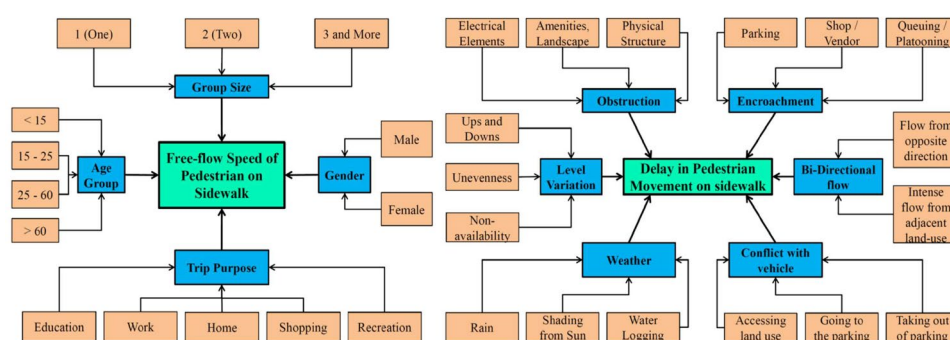 1 (One)
2 (Two)
3 and More
Group Size
< 15
15 - 25
25 - 60
> 60
Age
Group
Free-flow Speed of
Pedestrian on
Sidewalk
Gender
Male
Female
Trip Purpose
Education
Work
Home
Shopping
Recreation
Electrical
Elements
Amenities,
Landscape
Physical
Structure
Parking
Shop /
Vendor
Queuing /
Platooning
Obstruction
Encroachment
Ups and
Downs
Unevenness
Non-
availability
Level
Variation
Delay in Pedestrian
Movement on sidewalk
Bi-Directional
flow
Flow from
opposite
direction
Intense
flow from
adjacent
land-use
Weather
Conflict with
vehicle
Rain
Shading
from Sun
Water
Logging
Accessing
land use
Going to
the parking
Taking out
of parking